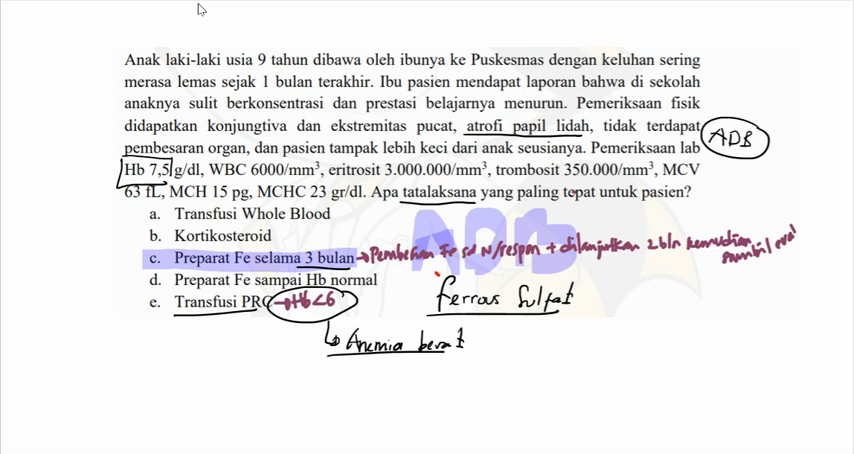 Anak laki-laki usia 9 tahun dibawa oleh ibunya ke Puskesmas dengan keluhan sering
merasa lemas sejak 1 bulan terakhir. Ibu pasien mendapat laporan bahwa di sekolah
anaknya sulit berkonsentrasi dan prestasi belajarnya menurun. Pemeriksaan fisik
didapatkan konjungtiva dan ekstremitas pucat, atrofi papil lidah, tidak terdapat
ADB
pembesaran organ, dan pasien tampak lebih keci dari anak seusianya. Pemeriksaan lab
Hb 7,5 g/dl, WBC 6000/mm³, eritrosit 3.000.000/mm³, trombosit 350.000/mm³, MCV
63 fL, MCH 15 pg, MCHC 23 gr/dl. Apa tatalaksana yang paling tepat untuk pasien?
a. Transfusi Whole Blood
b. Kortikosteroid
ADB
c. Preparat Fe selama 3 bulan → Pemberian Fe sd N/respon + dilanjutkan 2 bln kemudian
sambil eval
d. Preparat Fe sampai Hb normal
e. Transfusi PRC → Hb<6
Ferrous Sulfat
↳ Anemia berat